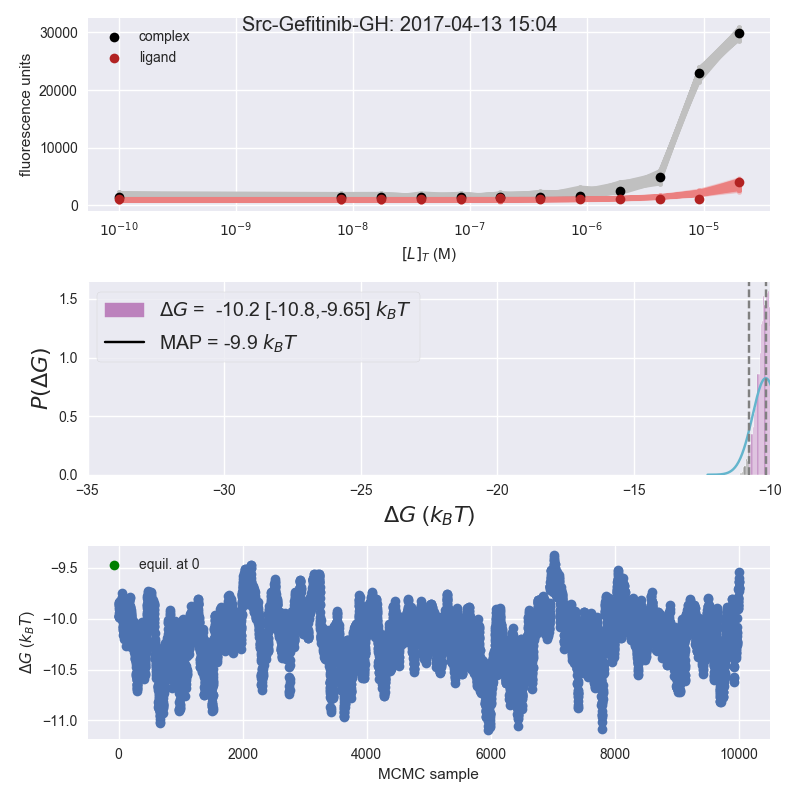 Src-Gefitinib-GH: 2017-04-13 15:04
complex
ligand
fluorescence units
30000
20000
10000
0
10⁻¹⁰ 10⁻⁹ 10⁻⁸ 10⁻⁷ 10⁻⁶ 10⁻⁵
[L]_T (M)
ΔG = -10.2 [-10.8,-9.65] k_BT
MAP = -9.9 k_BT
P(ΔG)
1.5
1.0
0.5
0.0
−35 −30 −25 −20 −15 −10
ΔG (k_BT)
equil. at 0
ΔG (k_BT)
−9.5
−10.0
−10.5
−11.0
0 2000 4000 6000 8000 10000
MCMC sample